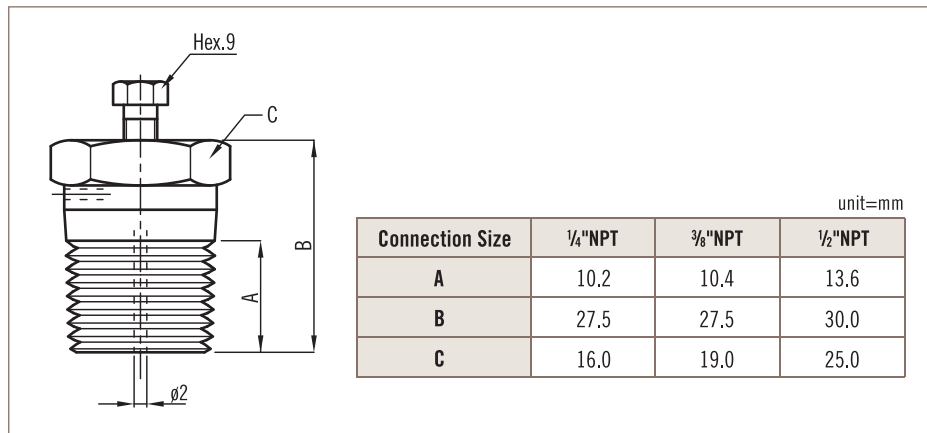 Hex.9
C
B
A
ø2
unit=mm
Connection Size ¼"NPT ⅜"NPT ½"NPT
A 10.2 10.4 13.6
B 27.5 27.5 30.0
C 16.0 19.0 25.0